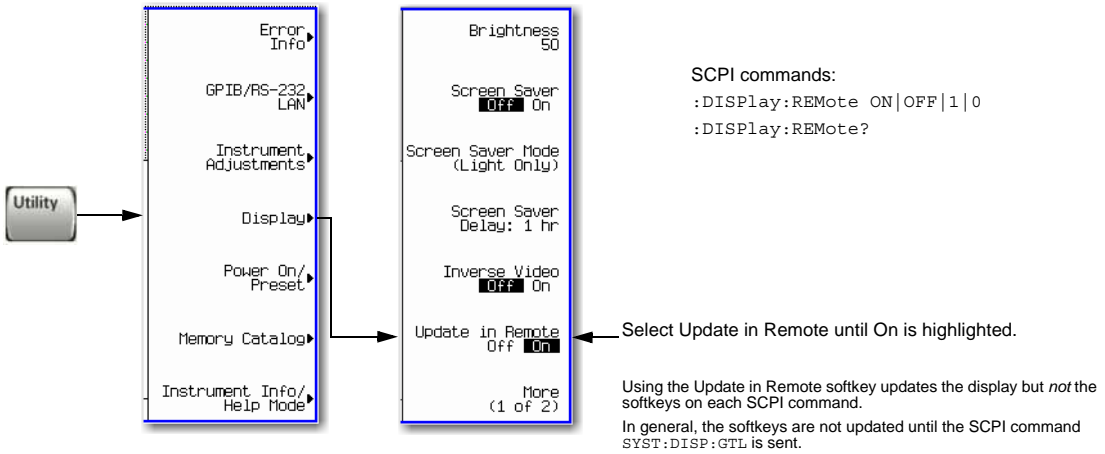 Utility
Error
Info
GPIB/RS-232
LAN
Instrument
Adjustments
Display
Power On/
Preset
Memory Catalog
Instrument Info/
Help Mode
Brightness
50
Screen Saver
Off On
Screen Saver Mode
(Light Only)
Screen Saver
Delay: 1 hr
Inverse Video
Off On
Update in Remote
Off On
More
(1 of 2)
SCPI commands:
:DISPlay:REMote ON|OFF|1|0
:DISPlay:REMote?
Select Update in Remote until On is highlighted.
Using the Update in Remote softkey updates the display but not the
softkeys on each SCPI command.
In general, the softkeys are not updated until the SCPI command
SYST:DISP:GTL is sent.